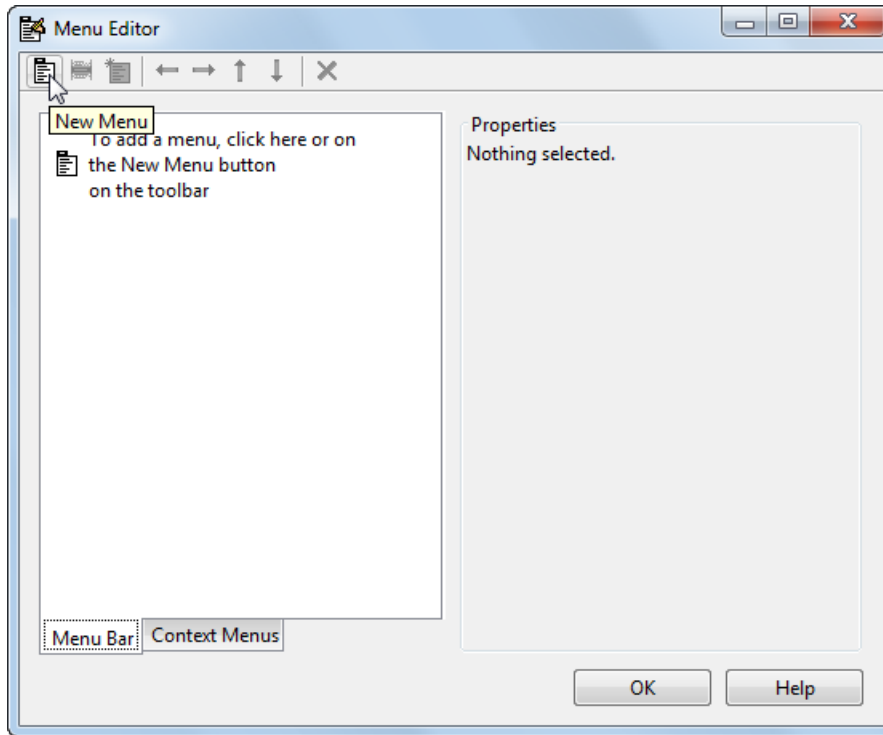 Menu Editor
New Menu
To add a menu, click here or on
the New Menu button
on the toolbar
Properties
Nothing selected.
Menu Bar
Context Menus
OK
Help